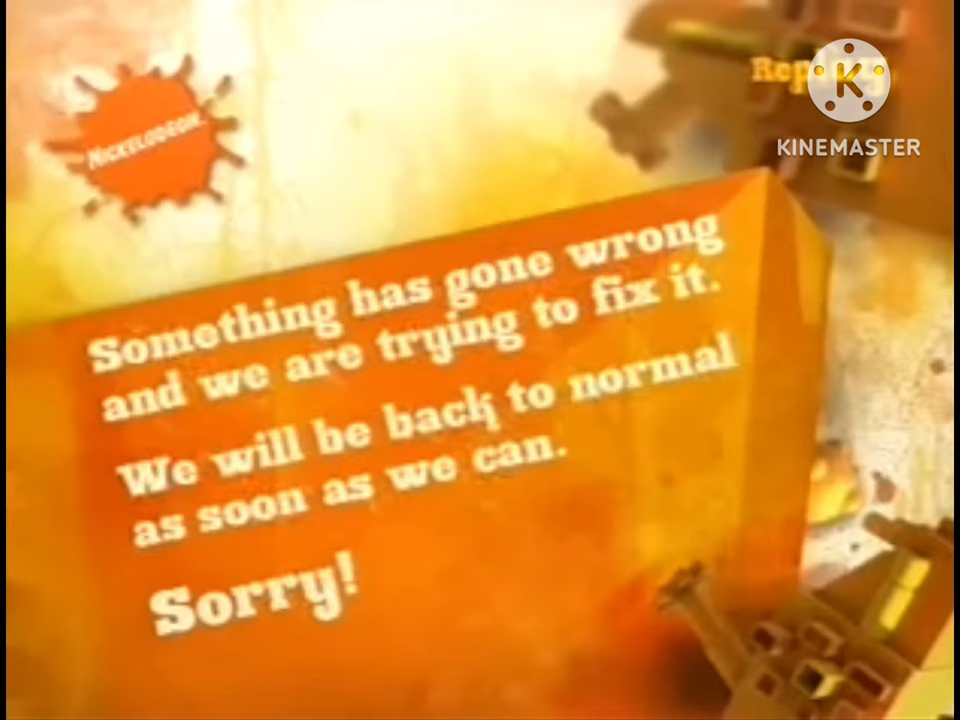 NICKELODEON
KINEMASTER
Something has gone wrong
and we are trying to fix it.
We will be back to normal
as soon as we can.
Sorry!